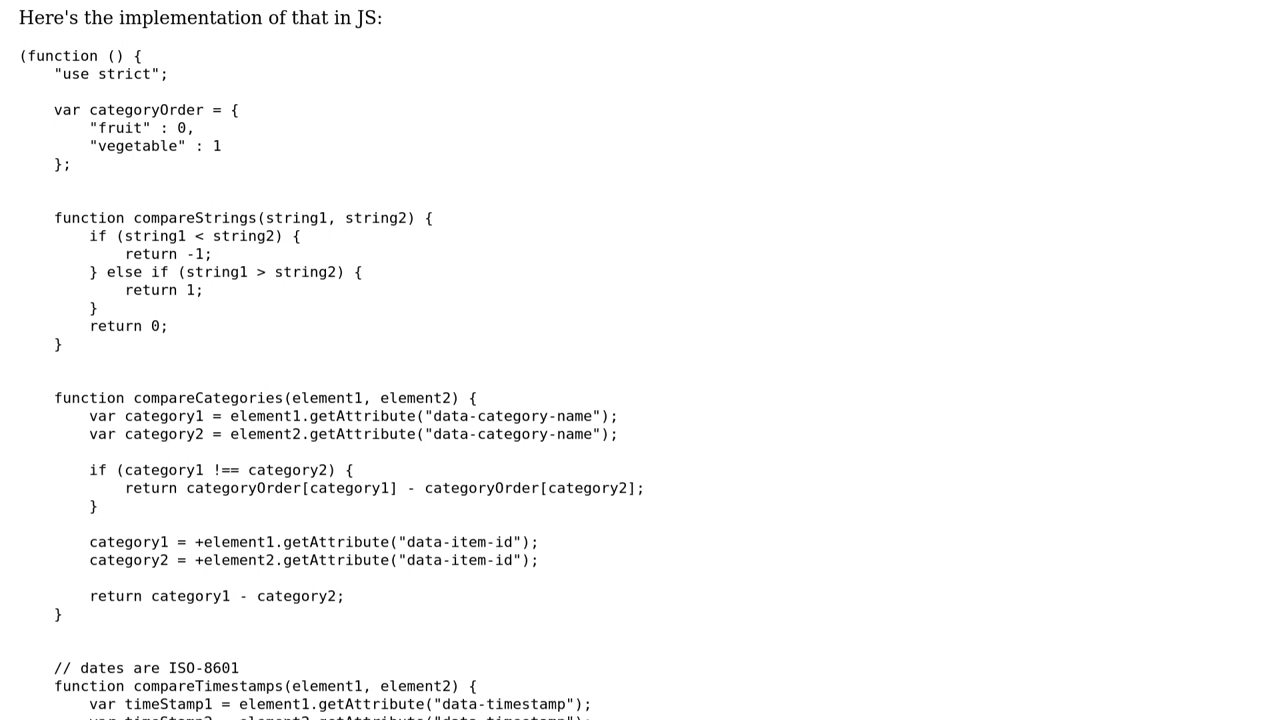 Here's the implementation of that in JS:
(function () {
    "use strict";
    var categoryOrder = {
        "fruit" : 0,
        "vegetable" : 1
    };
    function compareStrings(string1, string2) {
        if (string1 < string2) {
            return -1;
        } else if (string1 > string2) {
            return 1;
        }
        return 0;
    }
    function compareCategories(element1, element2) {
        var category1 = element1.getAttribute("data-category-name");
        var category2 = element2.getAttribute("data-category-name");
        if (category1 !== category2) {
            return categoryOrder[category1] - categoryOrder[category2];
        }
        category1 = +element1.getAttribute("data-item-id");
        category2 = +element2.getAttribute("data-item-id");
        return category1 - category2;
    }
    // dates are ISO-8601
    function compareTimestamps(element1, element2) {
        var timeStamp1 = element1.getAttribute("data-timestamp");